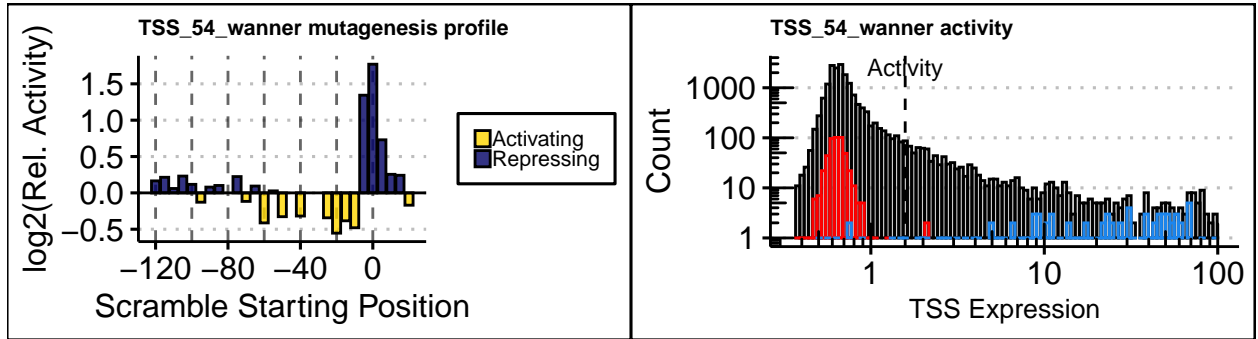 TSS_54_wanner mutagenesis profile
log2(Rel. Activity)
1.5
1.0
0.5
0.0
−0.5
−120
−80
−40
0
Scramble Starting Position
Activating
Repressing
TSS_54_wanner activity
Activity
Count
1000
100
10
1
1
10
100
TSS Expression